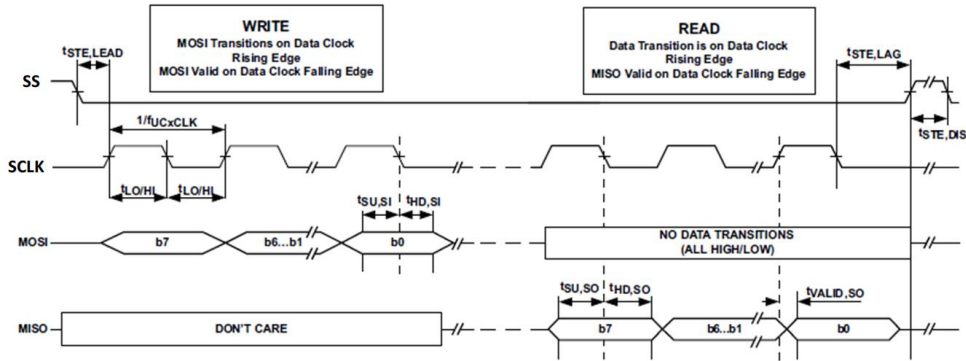 WRITE
MOSI Transitions on Data Clock
Rising Edge
MOSI Valid on Data Clock Falling Edge
READ
Data Transition is on Data Clock
Rising Edge
MISO Valid on Data Clock Falling Edge
tSTE,LEAD
tSTE,LAG
SS
tSTE,DIS
1/fUCxCLK
SCLK
tLO/HI tLO/HI
tSU,SI tHD,SI
MOSI
b7
b6...b1
b0
NO DATA TRANSITIONS
(ALL HIGH/LOW)
tSU,SO tHD,SO
tVALID,SO
MISO
DON'T CARE
b7
b6...b1
b0